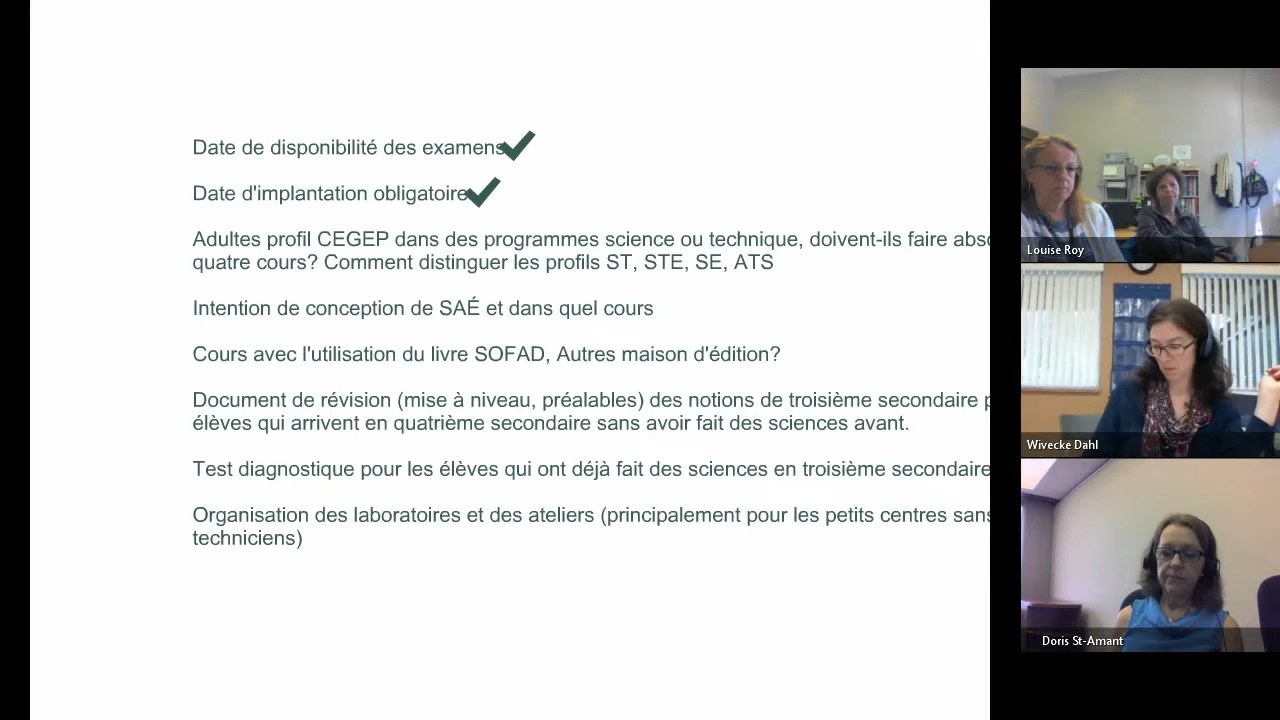 Date de disponibilité des examens
Date d'implantation obligatoire
Adultes profil CEGEP dans des programmes science ou technique, doivent-ils faire abso
quatre cours? Comment distinguer les profils ST, STE, SE, ATS
Intention de conception de SAÉ et dans quel cours
Cours avec l'utilisation du livre SOFAD, Autres maison d'édition?
Document de révision (mise à niveau, préalables) des notions de troisième secondaire p
élèves qui arrivent en quatrième secondaire sans avoir fait des sciences avant.
Test diagnostique pour les élèves qui ont déjà fait des sciences en troisième secondaire
Organisation des laboratoires et des ateliers (principalement pour les petits centres sans
techniciens)
Louise Roy
Wivecke Dahl
Doris St-Amant